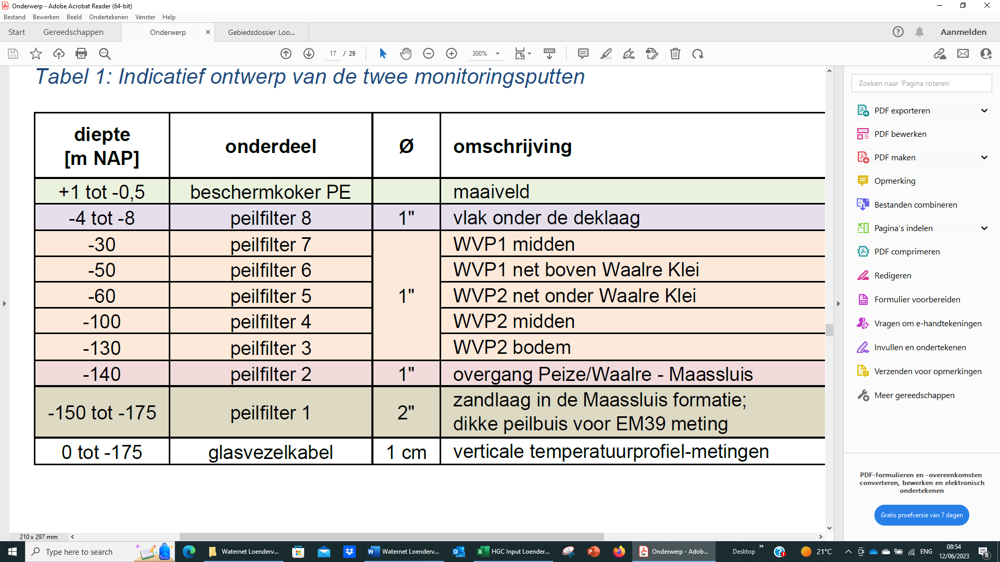 Onderwerp - Adobe Acrobat Reader (64-bit)
Bestand Bewerken Beeld Ondertekenen Venster Help
Start Gereedschappen Onderwerp Gebiedsdossier Loo... Aanmelden
17 / 29 300%
Tabel 1: Indicatief ontwerp van de twee monitoringsputten
diepte [m NAP] onderdeel Ø omschrijving
+1 tot -0,5 beschermkoker PE maaiveld
-4 tot -8 peilfilter 8 1" vlak onder de deklaag
-30 peilfilter 7 WVP1 midden
-50 peilfilter 6 WVP1 net boven Waalre Klei
-60 peilfilter 5 1" WVP2 net onder Waalre Klei
-100 peilfilter 4 WVP2 midden
-130 peilfilter 3 WVP2 bodem
-140 peilfilter 2 1" overgang Peize/Waalre - Maassluis
-150 tot -175 peilfilter 1 2" zandlaag in de Maassluis formatie;
dikke peilbuis voor EM39 meting
0 tot -175 glasvezelkabel 1 cm verticale temperatuurprofiel-metingen
210 x 297 mm
Zoeken naar 'Pagina roteren'
PDF exporteren
PDF bewerken
PDF maken
Opmerking
Bestanden combineren
Pagina's indelen
PDF comprimeren
Redigeren
Formulier voorbereiden
Vragen om e-handtekeningen
Invullen en ondertekenen
Verzenden voor opmerkingen
Meer gereedschappen
PDF-formulieren en -overeenkomsten
converteren, bewerken en elektronisch
ondertekenen
Gratis proefversie van 7 dagen
Type here to search
Waternet Loenderv...
Waternet Loenderv...
HGC Input Loender...
Onderwerp - Adob...
Desktop
21°C
ENG
08:54
12/06/2023
8